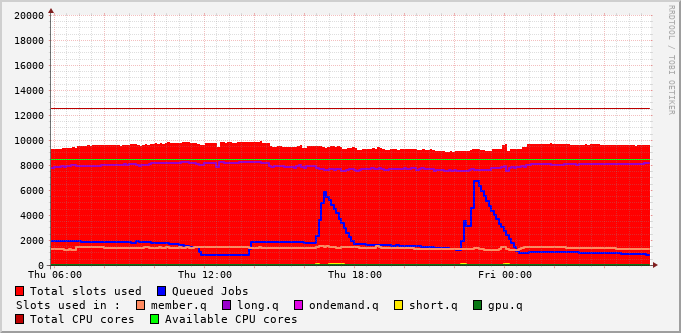 20000
18000
16000
14000
12000
10000
8000
6000
4000
2000
0
Thu 06:00 Thu 12:00 Thu 18:00 Fri 00:00
RRDTOOL / TOBI OETIKER
Total slots used Queued Jobs
Slots used in : member.q long.q ondemand.q short.q gpu.q
Total CPU cores Available CPU cores